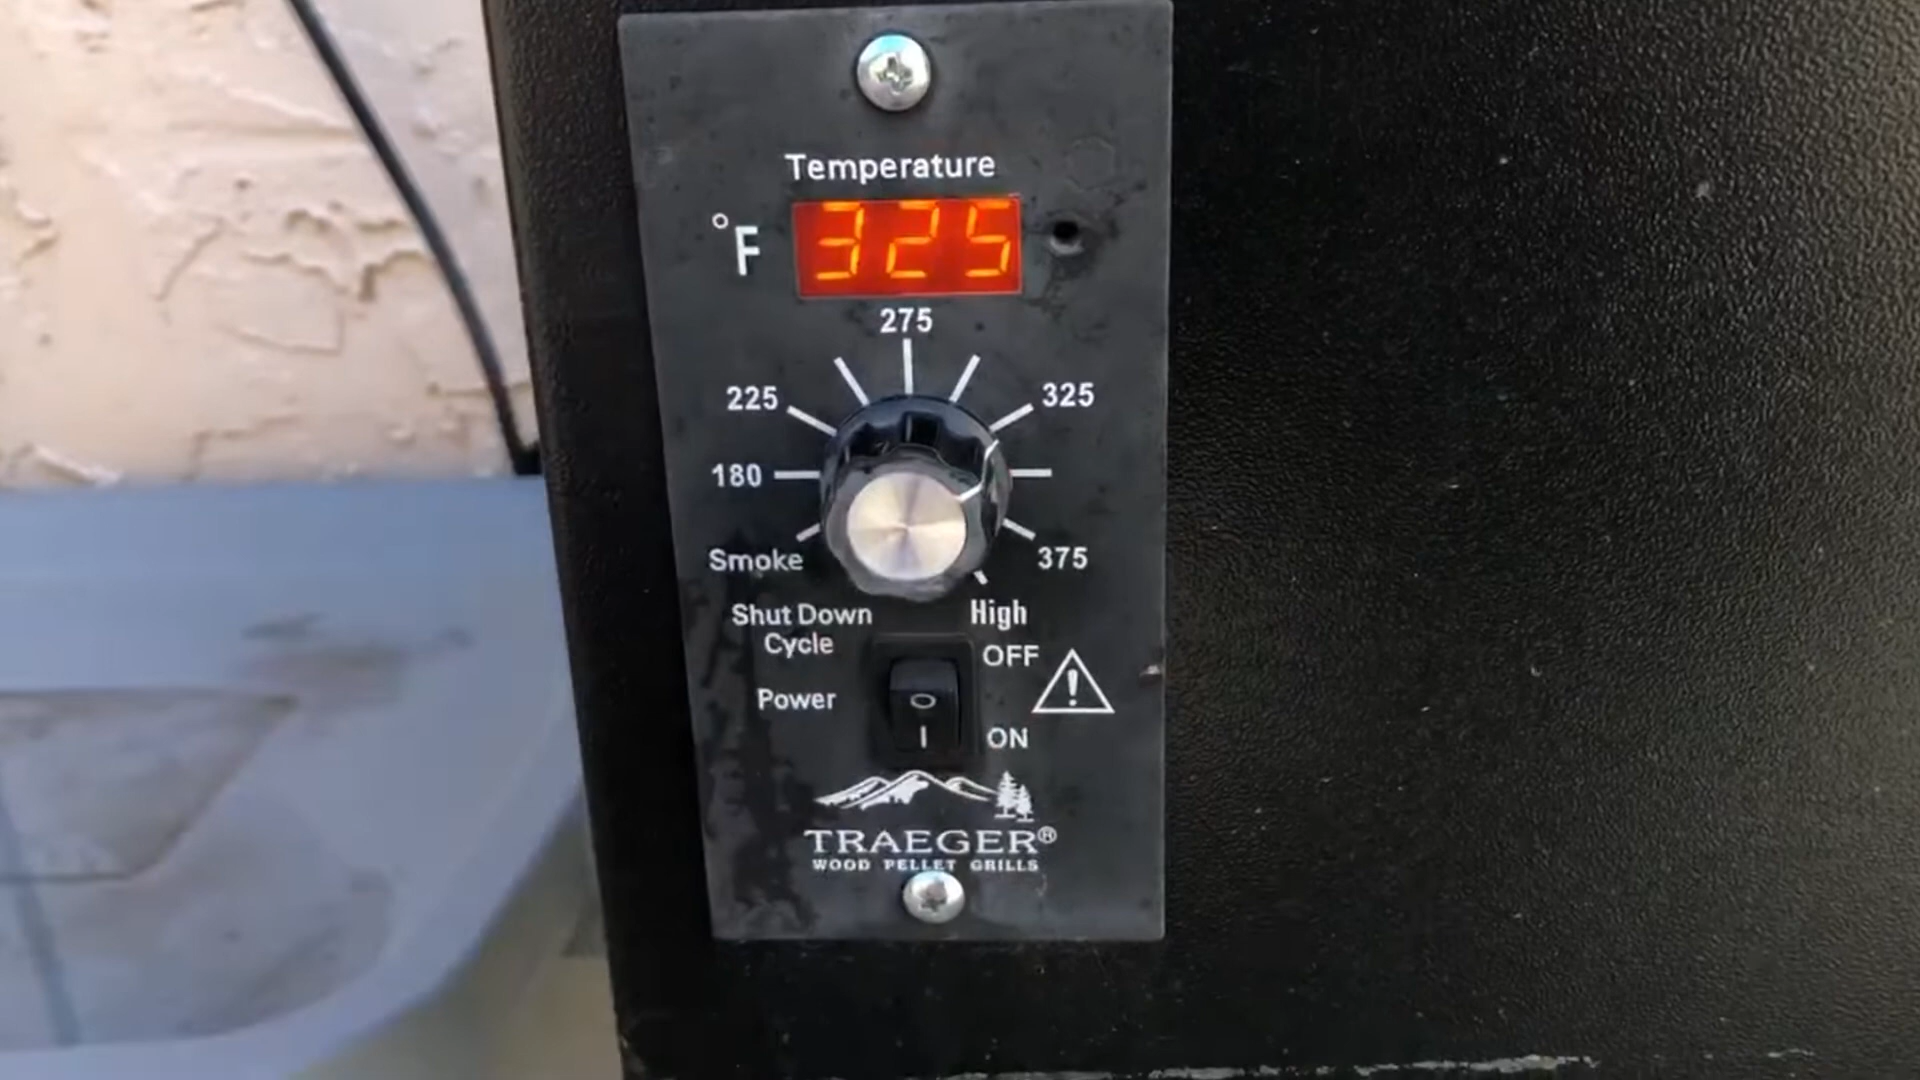 Temperature
°F 325
275
225 325
180
Smoke 375
Shut Down High
Cycle OFF
Power
O
I ON
TRAEGER®
WOOD PELLET GRILLS